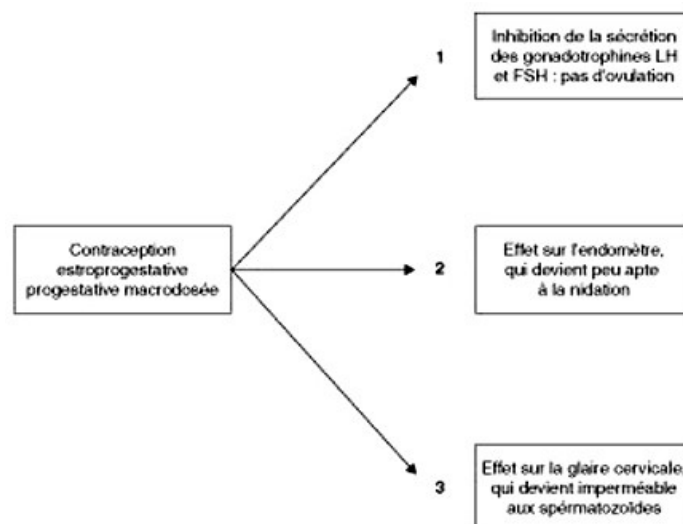 1
Inhibition de la sécrétion
des gonadotrophines LH
et FSH : pas d'ovulation
Contraception
estroprogestative
progestative macrodosée
2
Effet sur l'endomètre,
qui devient peu apte
à la nidation
3
Effet sur la glaire cervicale,
qui devient imperméable
aux spérmatozoïdes